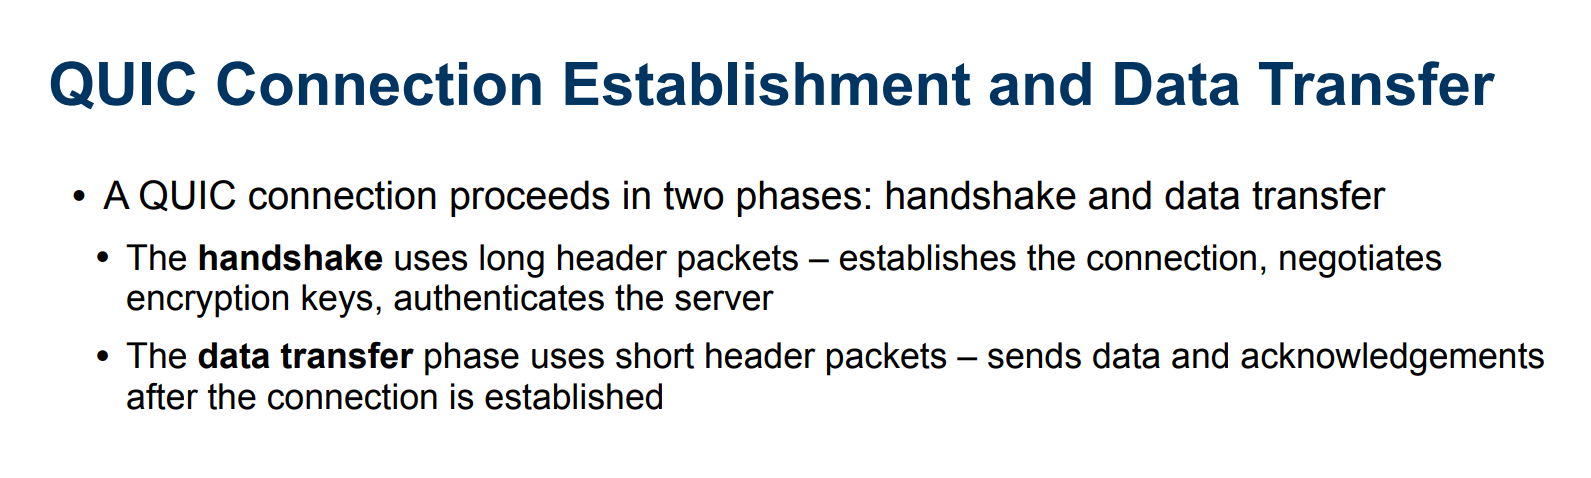 QUIC Connection Establishment and Data Transfer
• A QUIC connection proceeds in two phases: handshake and data transfer
• The handshake uses long header packets – establishes the connection, negotiates
encryption keys, authenticates the server
• The data transfer phase uses short header packets – sends data and acknowledgements
after the connection is established